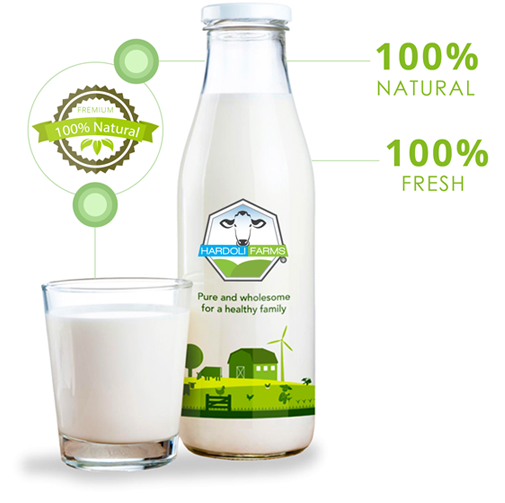 100%
NATURAL
PREMIUM
100% Natural
100%
FRESH
HARDOLI FARMS
Pure and wholesome
for a healthy family